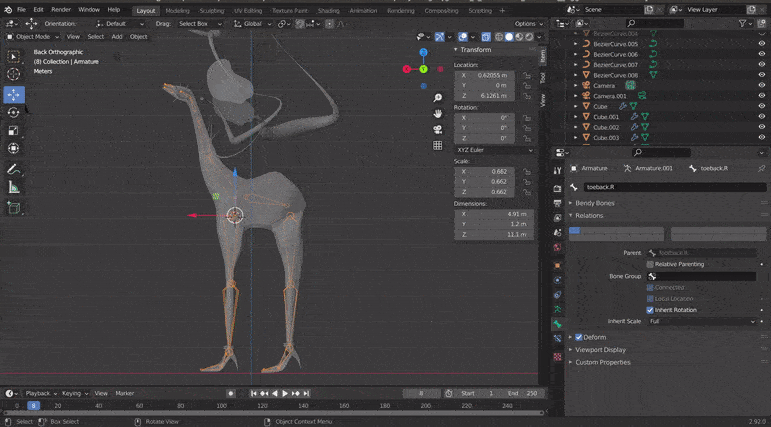 File Edit Render Window Help Layout Modeling Sculpting UV Editing Texture Paint Shading Animation Rendering Compositing Scripting + Scene View Layer
Orientation: Default Drag: Select Box Global Options
Object Mode View Select Add Object
Back Orthographic
(8) Collection | Armature
Meters
Transform
Location:
X 0.62055 m
Y 0 m
Z 6.1261 m
Rotation:
X 0°
Y 0°
Z 0°
XYZ Euler
Scale:
X 0.662
Y 0.662
Z 0.662
Dimensions:
X 4.91 m
Y 1.2 m
Z 11.1 m
Item
Tool
View
BezierCurve.004
BezierCurve.005
BezierCurve.006
BezierCurve.007
BezierCurve.008
Camera
Camera.001
Cube
Cube.001
Cube.002
Cube.003
Armature Armature.001 toeback.R
toeback.R
Bendy Bones
Relations
Parent footback.R
Relative Parenting
Bone Group
Connected
Local Location
Inherit Rotation
Inherit Scale Full
Deform
Viewport Display
Custom Properties
Playback Keying View Marker 8 Start 1 End 250
0 8 20 40 60 80 100 120 140 160 180 200 220 240
Select Box Select Rotate View Object Context Menu 2.92.0